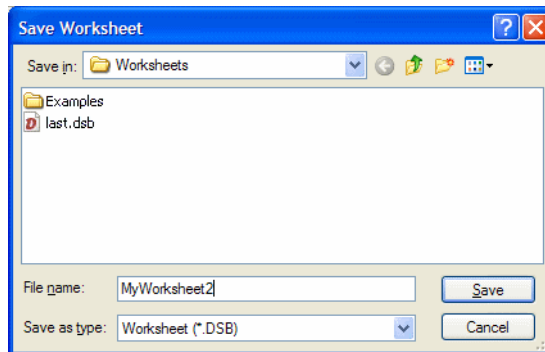 Save Worksheet
Save in: Worksheets
Examples
last.dsb
File name: MyWorksheet2 Save
Save as type: Worksheet (*.DSB) Cancel